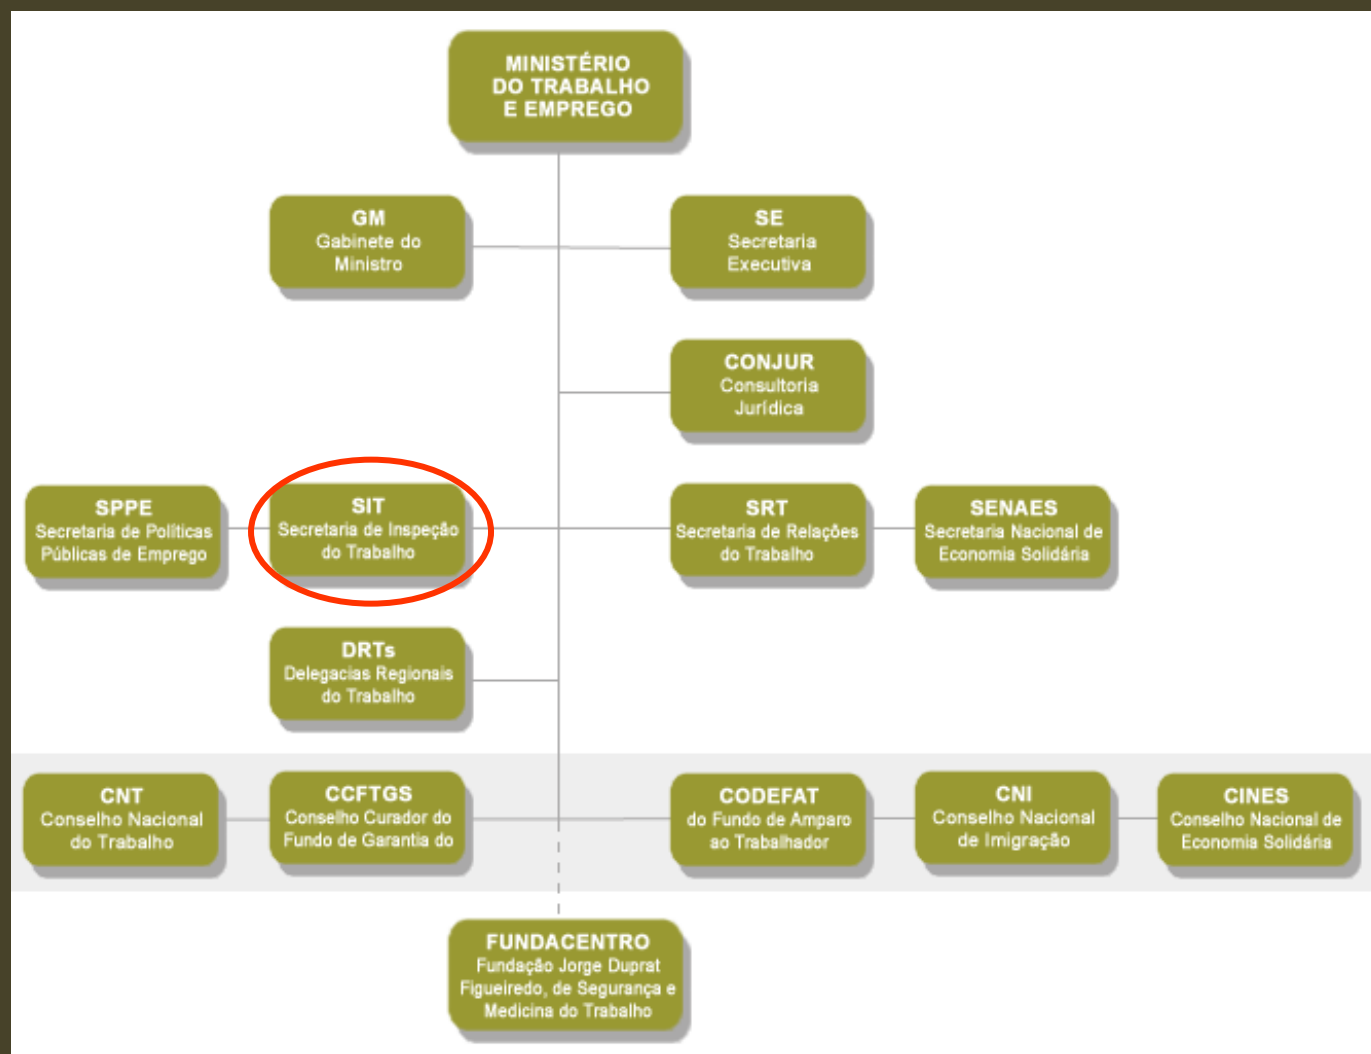 MINISTÉRIO
DO TRABALHO
E EMPREGO
GM
Gabinete do
Ministro
SE
Secretaria
Executiva
CONJUR
Consultoria
Jurídica
SPPE
Secretaria de Políticas
Públicas de Emprego
SIT
Secretaria de Inspeção
do Trabalho
SRT
Secretaria de Relações
do Trabalho
SENAES
Secretaria Nacional de
Economia Solidária
DRTs
Delegacias Regionais
do Trabalho
CNT
Conselho Nacional
do Trabalho
CCFTGS
Conselho Curador do
Fundo de Garantia do
CODEFAT
do Fundo de Amparo
ao Trabalhador
CNI
Conselho Nacional
de Imigração
CINES
Conselho Nacional de
Economia Solidária
FUNDACENTRO
Fundação Jorge Duprat
Figueiredo, de Segurança e
Medicina do Trabalho